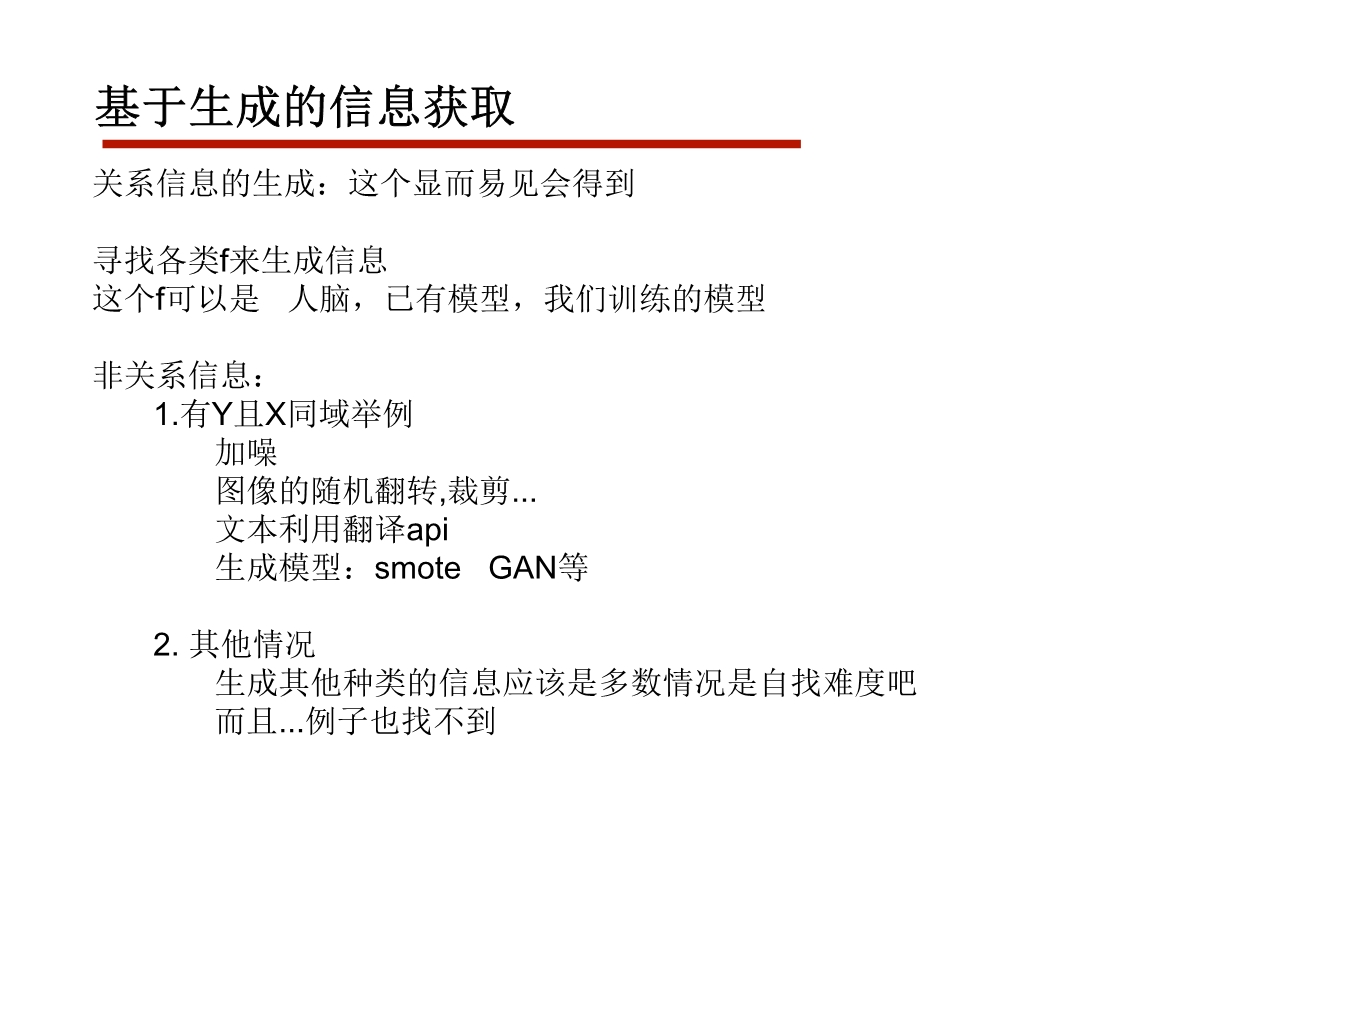 基于生成的信息获取
关系信息的生成：这个显而易见会得到
寻找各类f来生成信息
这个f可以是   人脑，已有模型，我们训练的模型
非关系信息：
1.有Y且X同域举例
加噪
图像的随机翻转,裁剪...
文本利用翻译api
生成模型：smote   GAN等
2. 其他情况
生成其他种类的信息应该是多数情况是自找难度吧
而且...例子也找不到